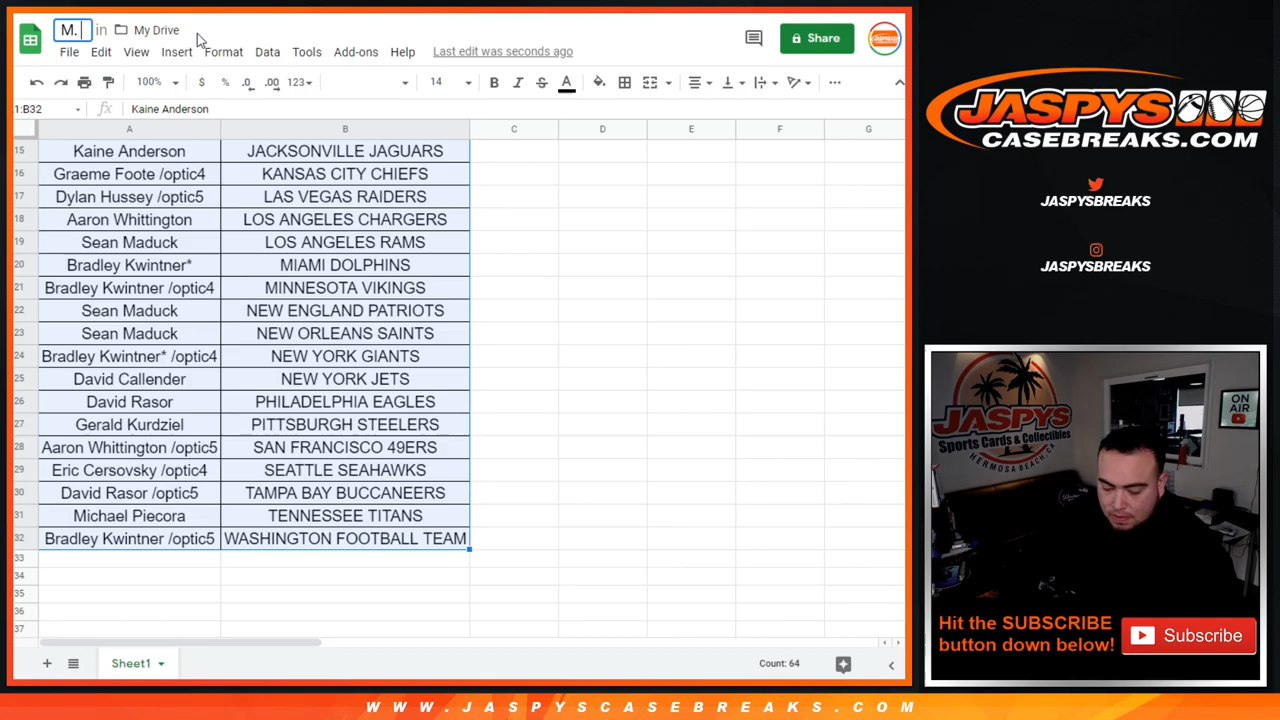 M.
in My Drive
File Edit View Insert Format Data Tools Add-ons Help Last edit was seconds ago
Share
100% $ % .0 .00 123 14 B I S A
1:B32 fx Kaine Anderson
A B C D E F G
15 Kaine Anderson JACKSONVILLE JAGUARS
16 Graeme Foote /optic4 KANSAS CITY CHIEFS
17 Dylan Hussey /optic5 LAS VEGAS RAIDERS
18 Aaron Whittington LOS ANGELES CHARGERS
19 Sean Maduck LOS ANGELES RAMS
20 Bradley Kwintner* MIAMI DOLPHINS
21 Bradley Kwintner /optic4 MINNESOTA VIKINGS
22 Sean Maduck NEW ENGLAND PATRIOTS
23 Sean Maduck NEW ORLEANS SAINTS
24 Bradley Kwintner* /optic4 NEW YORK GIANTS
25 David Callender NEW YORK JETS
26 David Rasor PHILADELPHIA EAGLES
27 Gerald Kurdziel PITTSBURGH STEELERS
28 Aaron Whittington /optic5 SAN FRANCISCO 49ERS
29 Eric Cersovsky /optic4 SEATTLE SEAHAWKS
30 David Rasor /optic5 TAMPA BAY BUCCANEERS
31 Michael Piecora TENNESSEE TITANS
32 Bradley Kwintner /optic5 WASHINGTON FOOTBALL TEAM
33
34
35
36
37
Sheet1 Count: 64
JASPYS
CASEBREAKS.COM
JASPYSBREAKS
JASPYSBREAKS
JASPYS
Sports Cards & Collectibles
HERMOSA BEACH, CA
ON
AIR
Hit the SUBSCRIBE
button down below!
Subscribe
WWW.JASPYSCASEBREAKS.COM